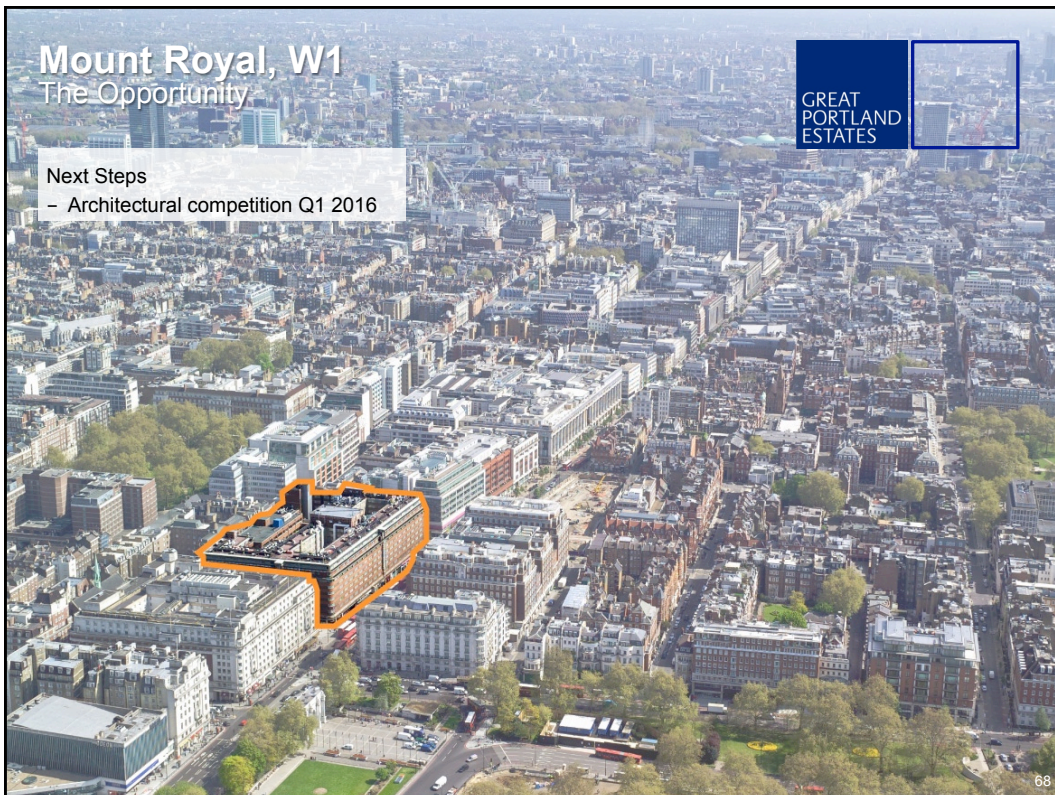 Mount Royal, W1
The Opportunity
GREAT
PORTLAND
ESTATES
Next Steps
– Architectural competition Q1 2016
68